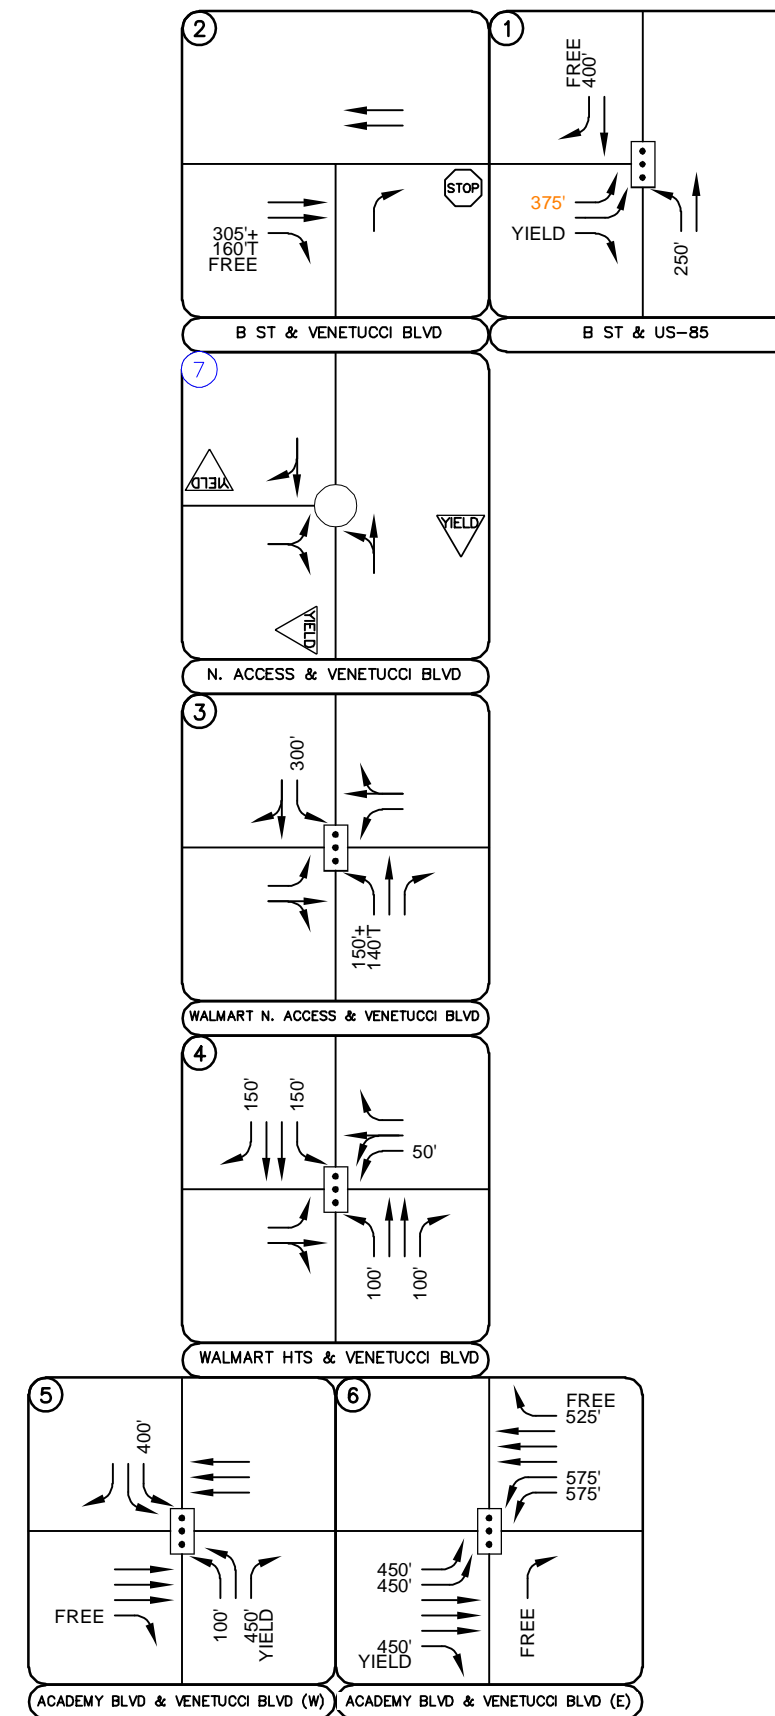 2
1
FREE
400'
STOP
305'+
160'T
FREE
375'
YIELD
250'
B ST & VENETUCCI BLVD
B ST & US-85
7
YIELD
YIELD
YIELD
N. ACCESS & VENETUCCI BLVD
3
300'
150'+
140'T
WALMART N. ACCESS & VENETUCCI BLVD
4
150'
150'
50'
100'
100'
WALMART HTS & VENETUCCI BLVD
5
400'
FREE
100'
450'
YIELD
ACADEMY BLVD & VENETUCCI BLVD (W)
6
FREE
525'
575'
575'
450'
450'
450'
YIELD
FREE
ACADEMY BLVD & VENETUCCI BLVD (E)